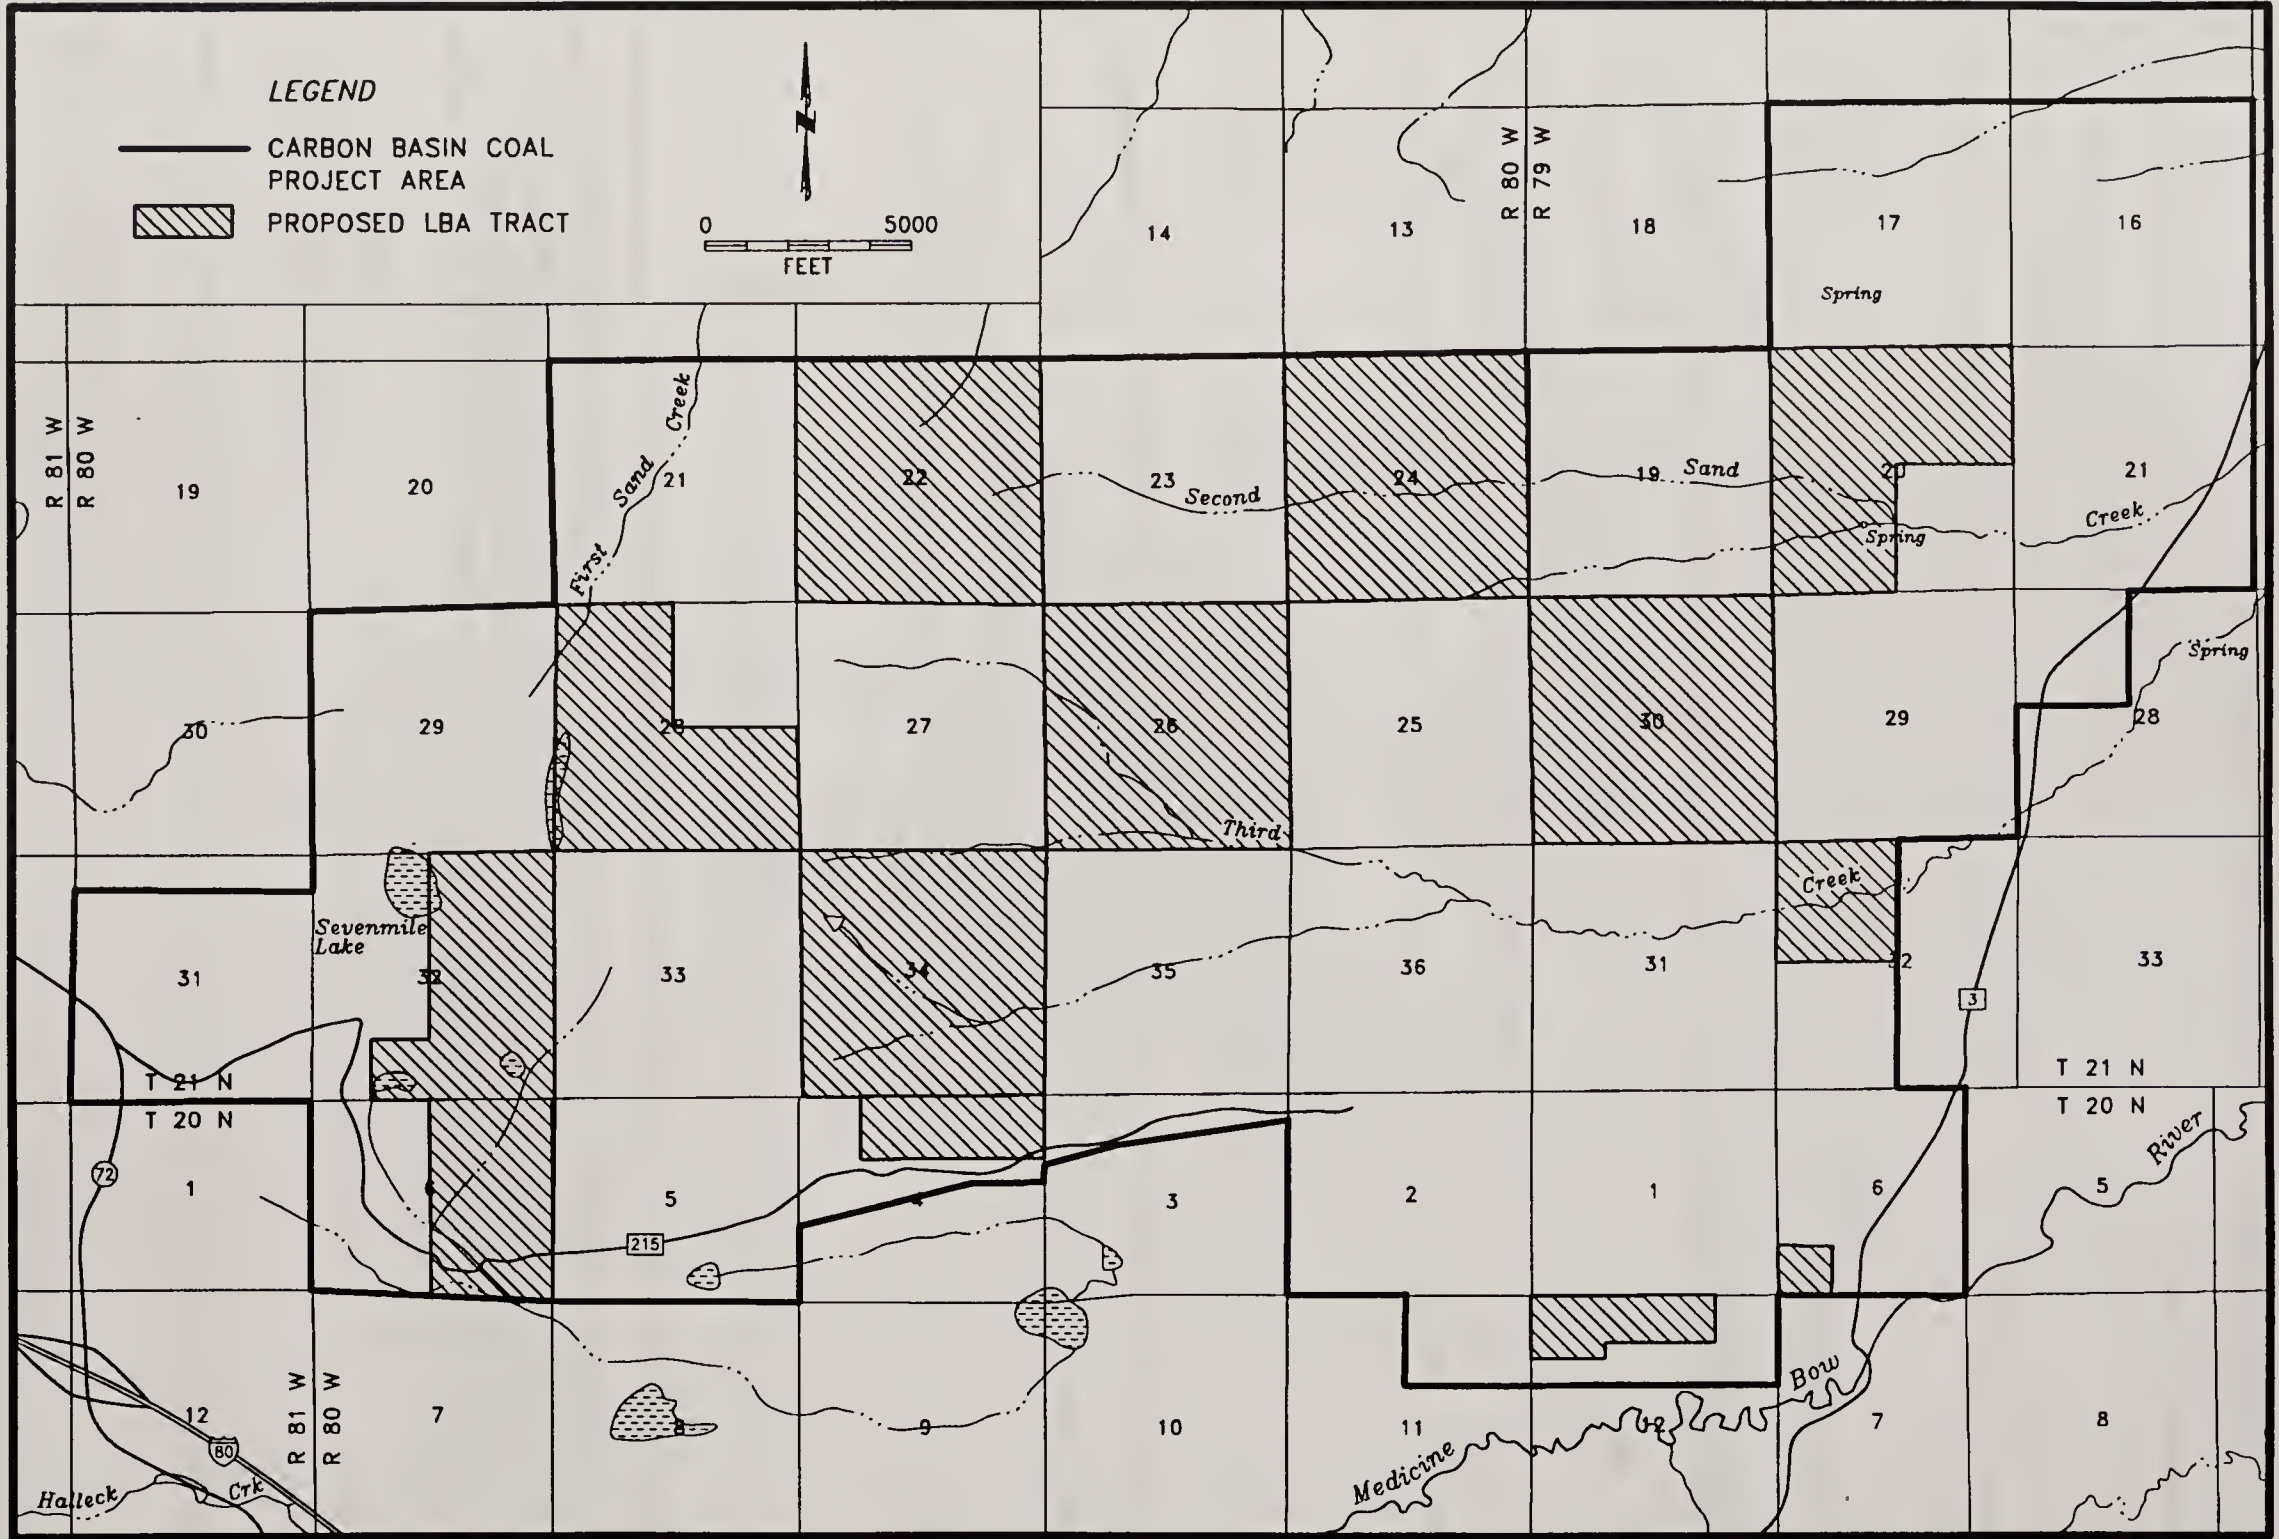 LEGEND
CARBON BASIN COAL
PROJECT AREA
PROPOSED LBA TRACT
N
0 5000
FEET
R 80 W
R 79 W
14 13 18 17 16
Spring
R 81 W
R 80 W
19 20 21 22 23 24 19 20 21
First Sand Creek
Second Sand Creek
Spring
Spring
30 29 28 27 26 25 30 29 28
Third Creek
Sevenmile
Lake
31 32 33 34 35 36 31 32 33
3
T 21 N
T 20 N
T 21 N
T 20 N
72
1 6 5 4 3 2 1 6 5
215
River
Medicine Bow
R 81 W
R 80 W
12 7 8 9 10 11 12 7 8
80
Halleck Crk